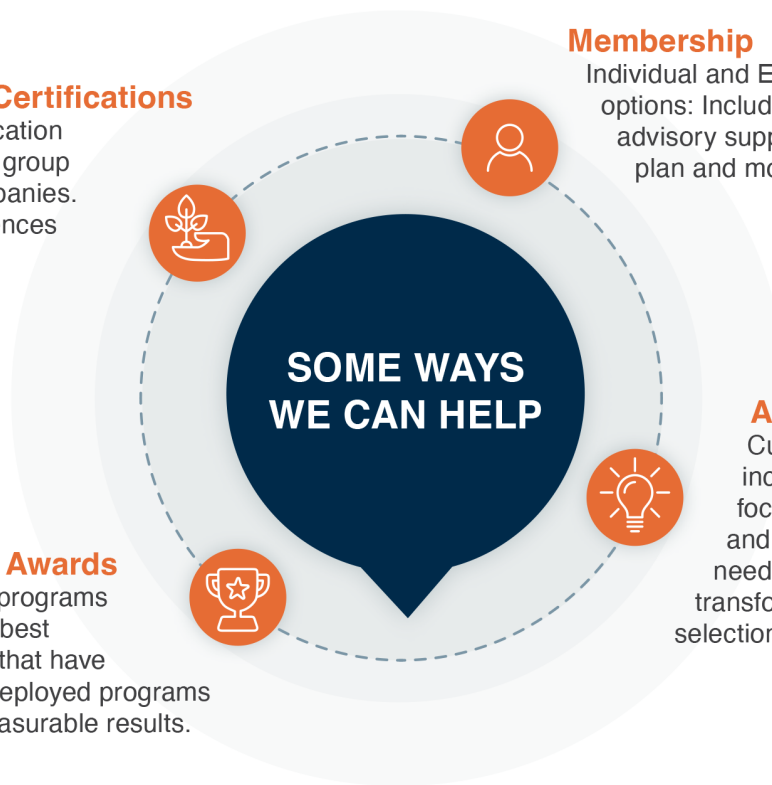 Membership
Individual and E
options: Includ
advisory supp
plan and mo
Certifications
cation
group
panies.
nces
SOME WAYS
WE CAN HELP
A
Cu
inc
foc
and
need
transfo
selection
Awards
programs
best
that have
eployed programs
asurable results.